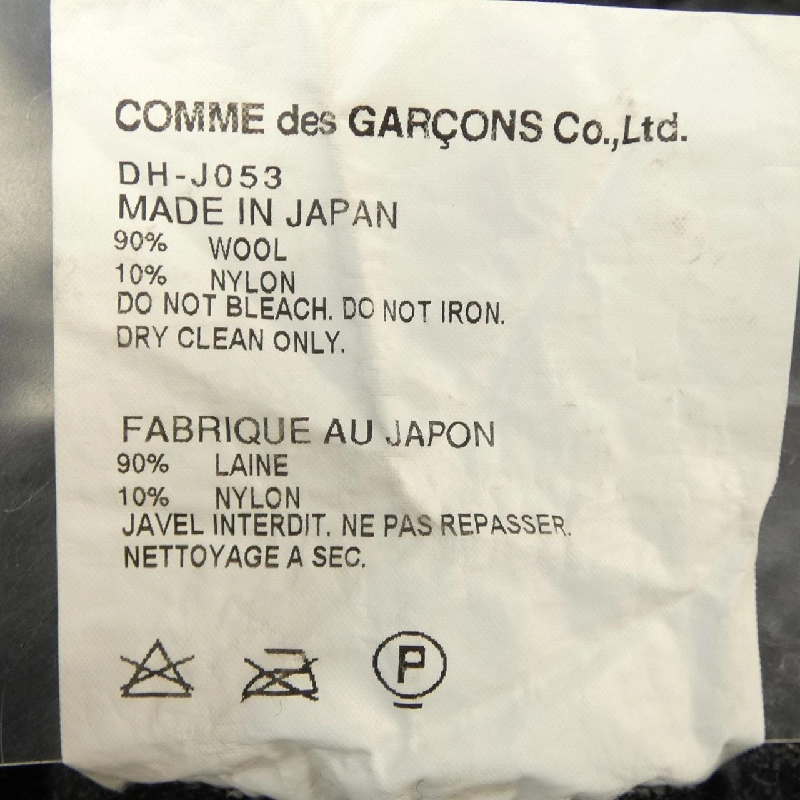 COMME des GARÇONS Co.,Ltd.
DH-J053
MADE IN JAPAN
90% WOOL
10% NYLON
DO NOT BLEACH. DO NOT IRON.
DRY CLEAN ONLY.
FABRIQUE AU JAPON
90% LAINE
10% NYLON
JAVEL INTERDIT. NE PAS REPASSER.
NETTOYAGE A SEC.
P